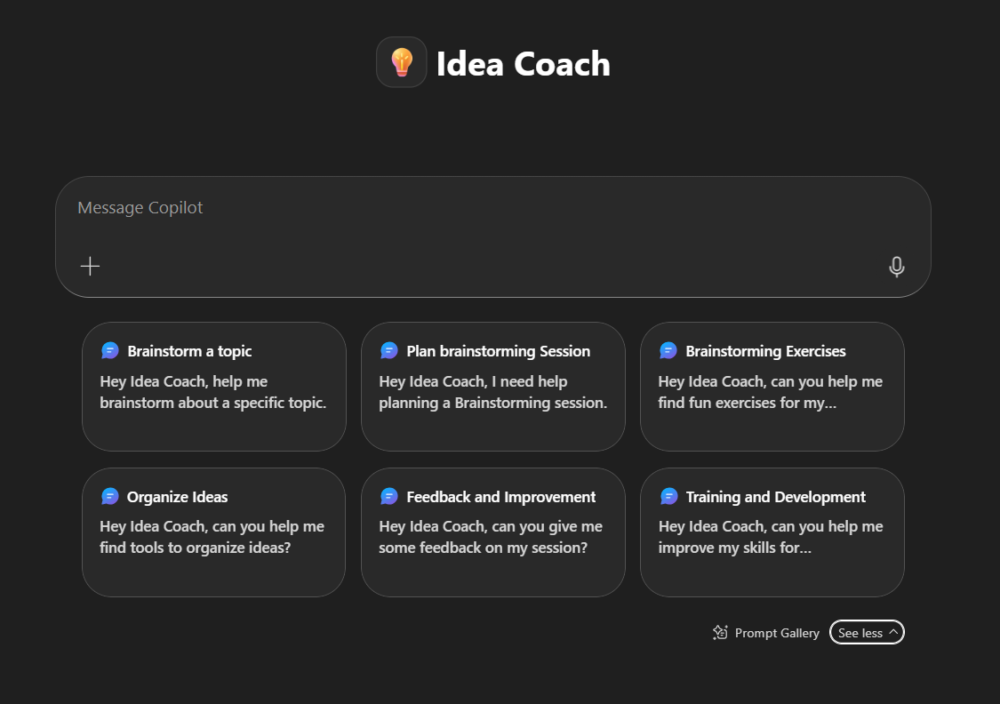 Idea Coach
Message Copilot
Brainstorm a topic
Hey Idea Coach, help me
brainstorm about a specific topic.
Plan brainstorming Session
Hey Idea Coach, I need help
planning a Brainstorming session.
Brainstorming Exercises
Hey Idea Coach, can you help me
find fun exercises for my...
Organize Ideas
Hey Idea Coach, can you help me
find tools to organize ideas?
Feedback and Improvement
Hey Idea Coach, can you give me
some feedback on my session?
Training and Development
Hey Idea Coach, can you help me
improve my skills for...
Prompt Gallery
See less